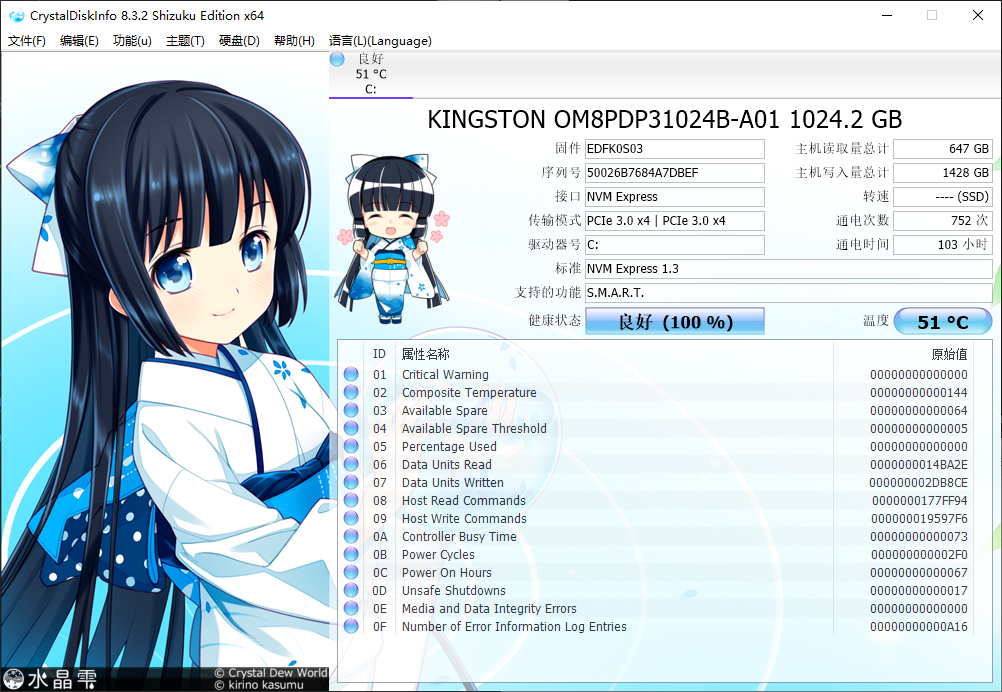 CrystalDiskInfo 8.3.2 Shizuku Edition x64
文件(F) 编辑(E) 功能(u) 主题(T) 硬盘(D) 帮助(H) 语言(L)(Language)
良好
51 °C
C:
KINGSTON OM8PDP31024B-A01 1024.2 GB
固件 EDFK0S03 主机读取量总计 647 GB
序列号 50026B7684A7DBEF 主机写入量总计 1428 GB
接口 NVM Express 转速 ---- (SSD)
传输模式 PCIe 3.0 x4 | PCIe 3.0 x4 通电次数 752 次
驱动器号 C: 通电时间 103 小时
标准 NVM Express 1.3
支持的功能 S.M.A.R.T.
健康状态 良好 (100 %) 温度 51 °C
ID 属性名称 原始值
01 Critical Warning 00000000000000
02 Composite Temperature 00000000000144
03 Available Spare 00000000000064
04 Available Spare Threshold 00000000000005
05 Percentage Used 00000000000000
06 Data Units Read 0000000014BA2E
07 Data Units Written 000000002DB8CE
08 Host Read Commands 0000000177FF94
09 Host Write Commands 000000019597F6
0A Controller Busy Time 00000000000073
0B Power Cycles 000000000002F0
0C Power On Hours 00000000000067
0D Unsafe Shutdowns 00000000000017
0E Media and Data Integrity Errors 00000000000000
0F Number of Error Information Log Entries 00000000000A16
水晶雫
© Crystal Dew World
© kirino kasumu